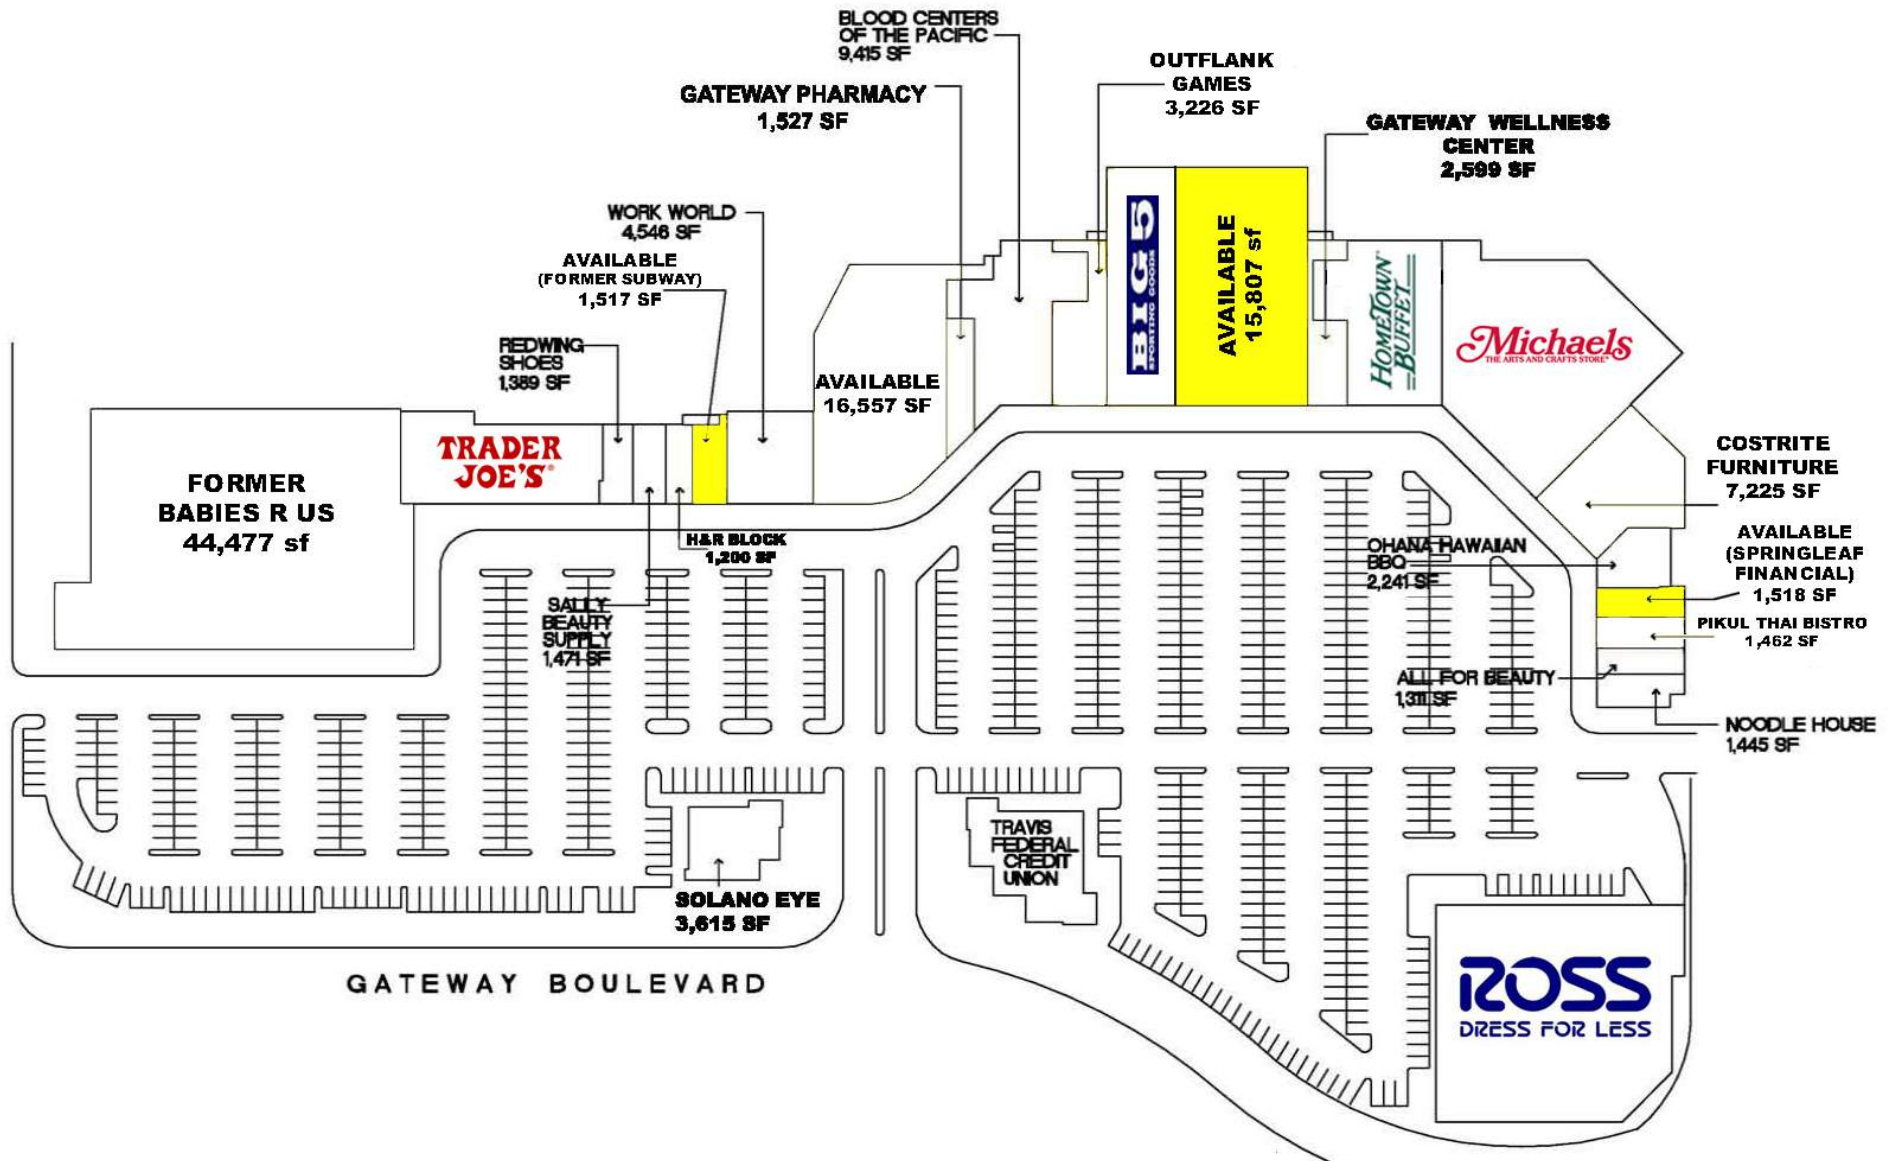 BLOOD CENTERS
OF THE PACIFIC
9,415 SF
OUTFLANK
GAMES
3,226 SF
GATEWAY PHARMACY
1,527 SF
GATEWAY WELLNESS
CENTER
2,599 SF
WORK WORLD
4,546 SF
AVAILABLE
(FORMER SUBWAY)
1,517 SF
REDWING
SHOES
1,389 SF
AVAILABLE
16,557 SF
BIG 5
SPORTING GOODS
AVAILABLE
15,807 sf
HOMETOWN
BUFFET
Michaels
THE ARTS AND CRAFTS STORE®
TRADER
JOE'S®
FORMER
BABIES R US
44,477 sf
H&R BLOCK
1,200 SF
SALLY
BEAUTY
SUPPLY
1,471 SF
COSTRITE
FURNITURE
7,225 SF
OHANA HAWAIIAN
BBQ
2,241 SF
AVAILABLE
(SPRINGLEAF
FINANCIAL)
1,518 SF
PIKUL THAI BISTRO
1,462 SF
ALL FOR BEAUTY
1,311 SF
NOODLE HOUSE
1,445 SF
TRAVIS
FEDERAL
CREDIT
UNION
SOLANO EYE
3,615 SF
GATEWAY BOULEVARD
ROSS
DRESS FOR LESS